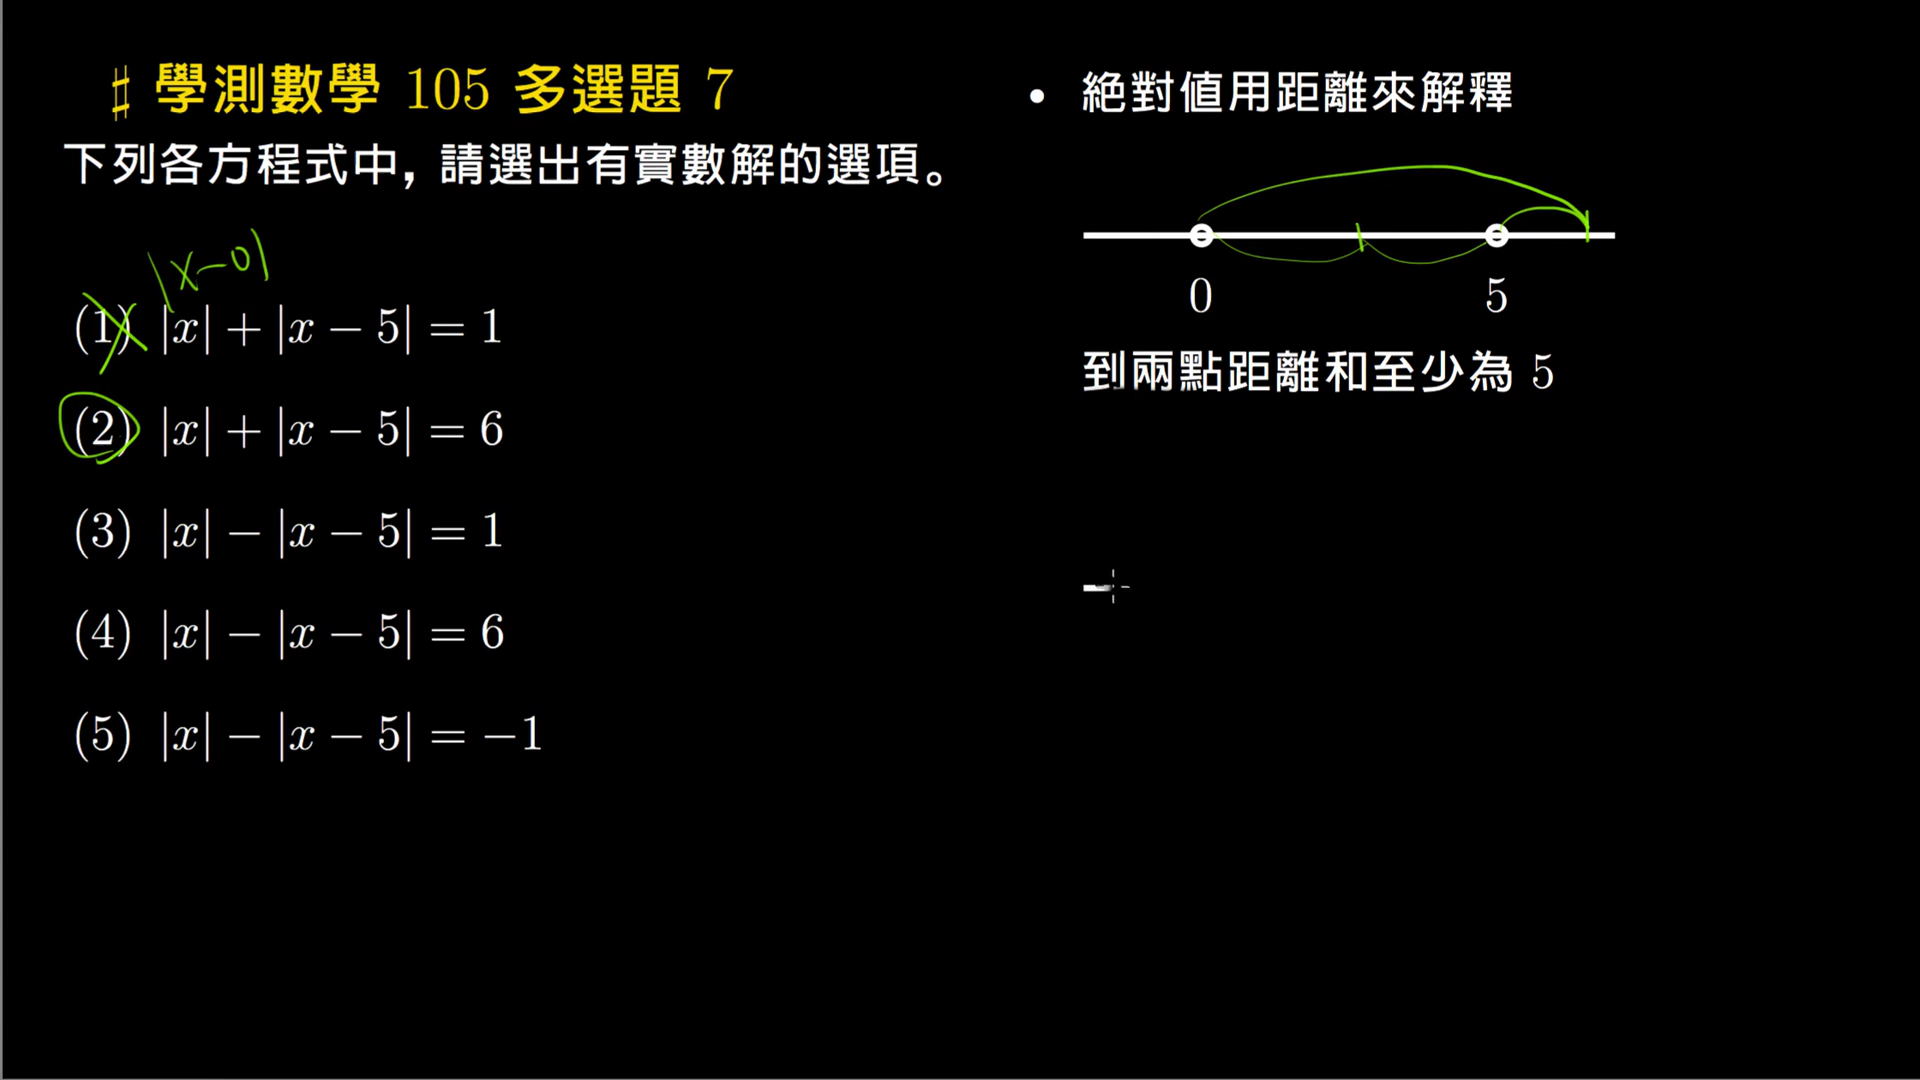 ♯ 學測數學 105 多選題 7
下列各方程式中，請選出有實數解的選項。
|x-0|
(1) |x| + |x − 5| = 1
(2) |x| + |x − 5| = 6
(3) |x| − |x − 5| = 1
(4) |x| − |x − 5| = 6
(5) |x| − |x − 5| = −1
• 絕對值用距離來解釋
0 5
到兩點距離和至少為 5